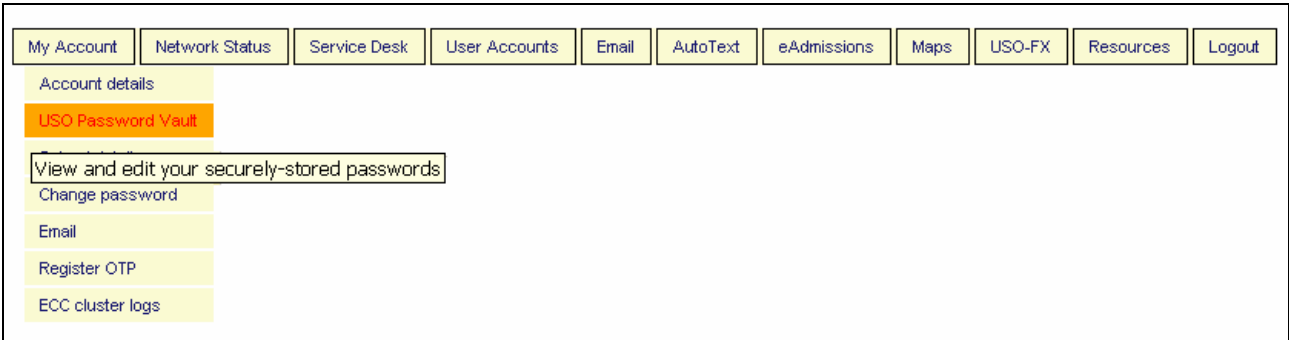 My Account Network Status Service Desk User Accounts Email AutoText eAdmissions Maps USO-FX Resources Logout
Account details
USO Password Vault
View and edit your securely-stored passwords
Change password
Email
Register OTP
ECC cluster logs